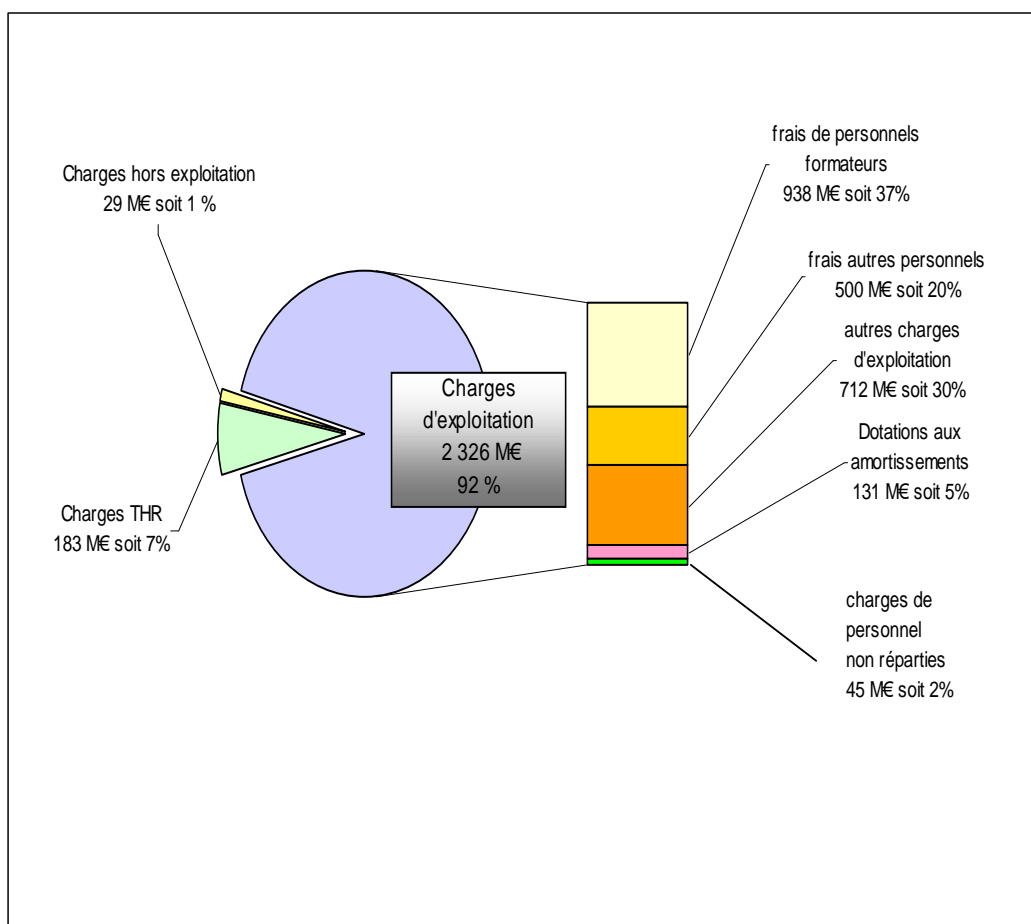 Charges hors exploitation
29 M€ soit 1 %
Charges THR
183 M€ soit 7%
Charges
d'exploitation
2 326 M€
92 %
frais de personnels
formateurs
938 M€ soit 37%
frais autres personnels
500 M€ soit 20%
autres charges
d'exploitation
712 M€ soit 30%
Dotations aux
amortissements
131 M€ soit 5%
charges de
personnel
non réparties
45 M€ soit 2%